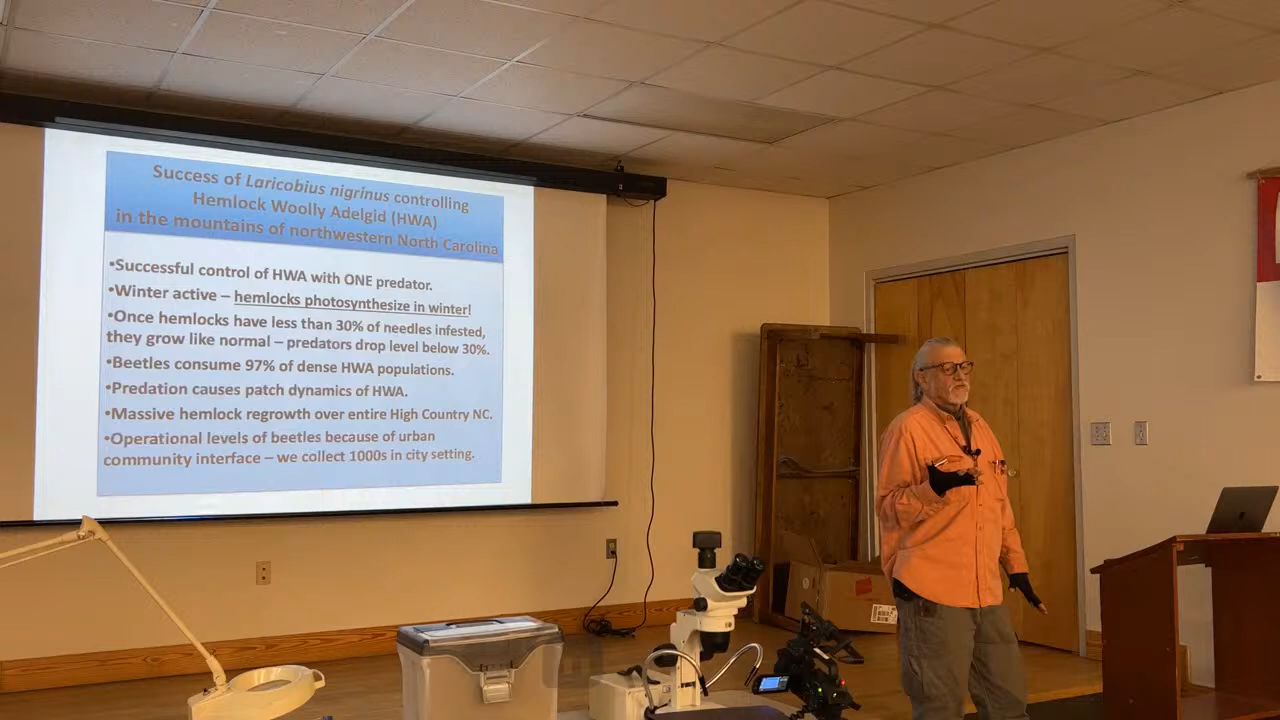 Success of Laricobius nigrinus controlling
Hemlock Woolly Adelgid (HWA)
in the mountains of northwestern North Carolina
•Successful control of HWA with ONE predator.
•Winter active – hemlocks photosynthesize in winter!
•Once hemlocks have less than 30% of needles infested,
they grow like normal – predators drop level below 30%.
•Beetles consume 97% of dense HWA populations.
•Predation causes patch dynamics of HWA.
•Massive hemlock regrowth over entire High Country NC.
•Operational levels of beetles because of urban
community interface – we collect 1000s in city setting.